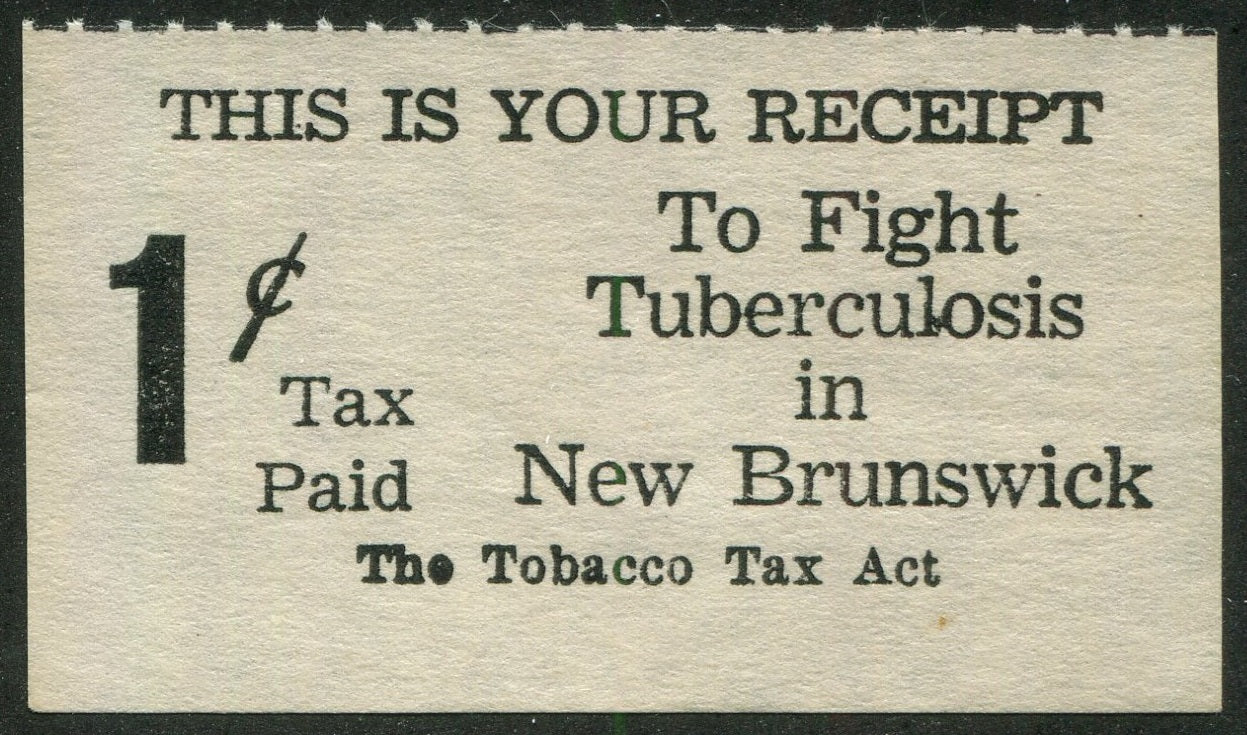 THIS IS YOUR RECEIPT
1¢
Tax
Paid
To Fight
Tuberculosis
in
New Brunswick
The Tobacco Tax Act